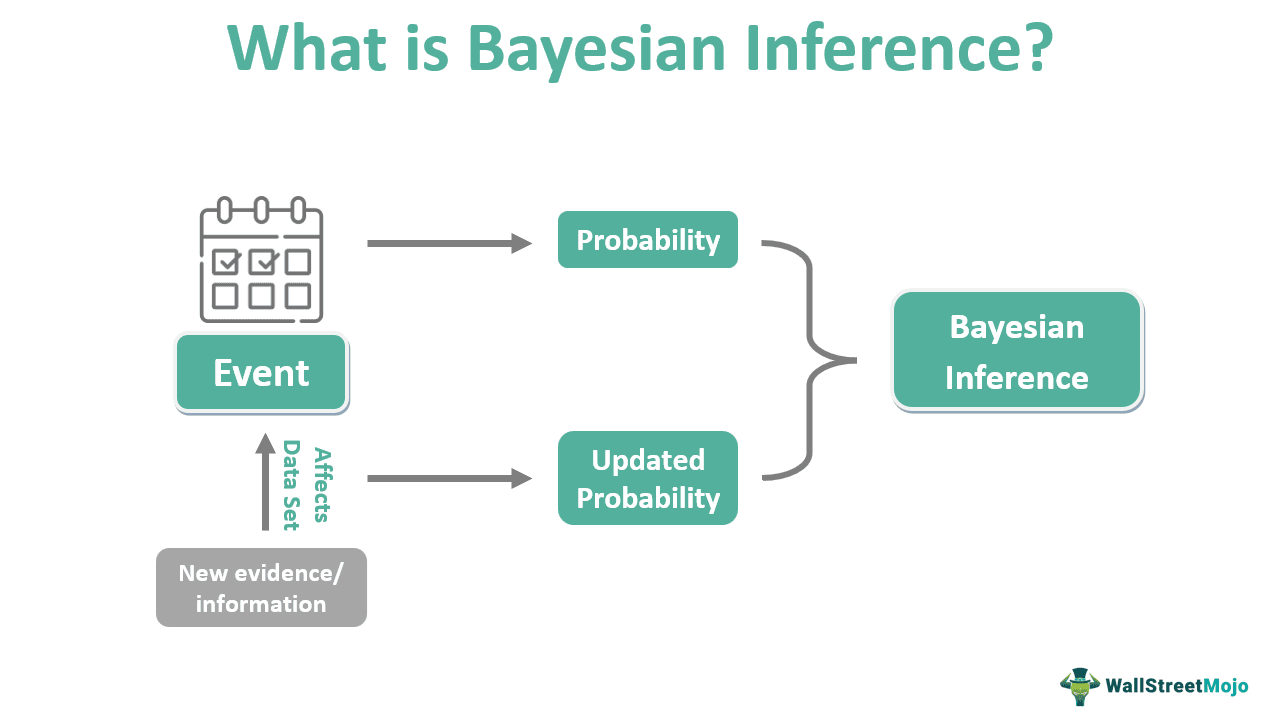 What is Bayesian Inference?
Probability
Event
Bayesian
Inference
Affects
Data Set
Updated
Probability
New evidence/
information
WallStreetMojo